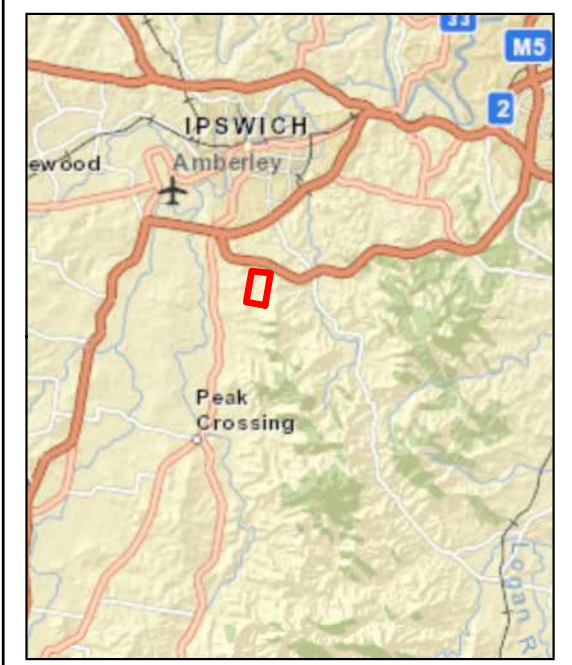 33
M5
2
IPSWICH
Amberley
ewood
Peak
Crossing
Logan R